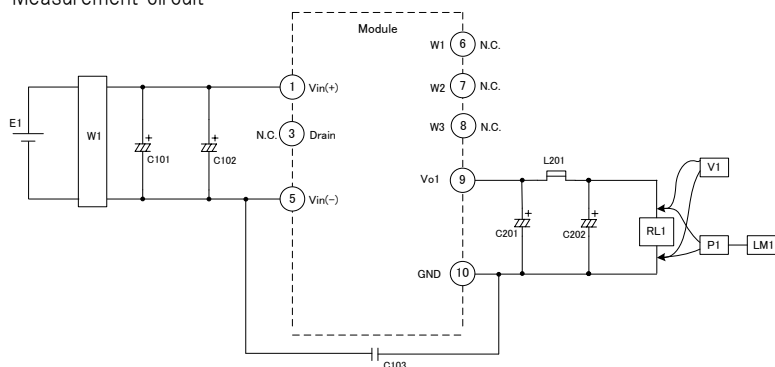 Measurement circuit
Module
W1 6 N.C.
E1
W1
1 Vin(+)
W2 7 N.C.
C101
C102
N.C. 3 Drain
W3 8 N.C.
L201
Vo1 9
V1
5 Vin(-)
C201
C202
RL1
P1
LM1
GND 10
C103